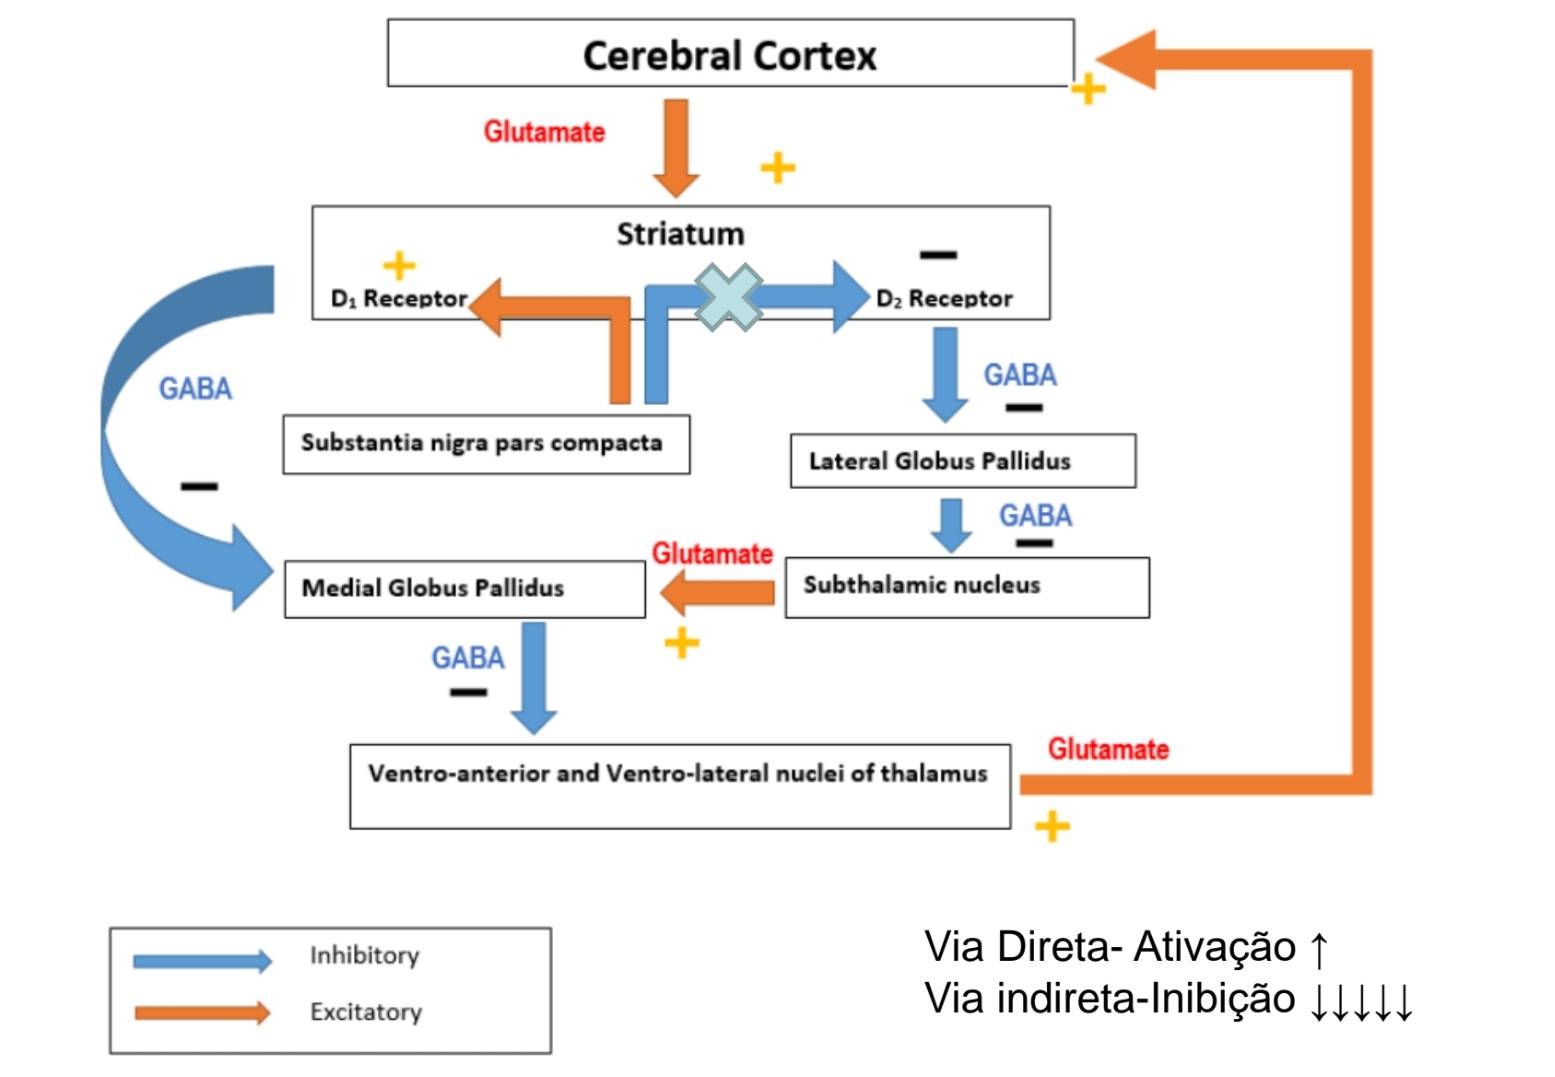 Cerebral Cortex
+
Glutamate
+
Striatum
+
−
D₁ Receptor
D₂ Receptor
GABA
GABA
−
Substantia nigra pars compacta
Lateral Globus Pallidus
−
GABA
−
Glutamate
Medial Globus Pallidus
Subthalamic nucleus
+
GABA
−
Glutamate
Ventro-anterior and Ventro-lateral nuclei of thalamus
+
Inhibitory
Excitatory
Via Direta- Ativação ↑
Via indireta-Inibição ↓↓↓↓↓